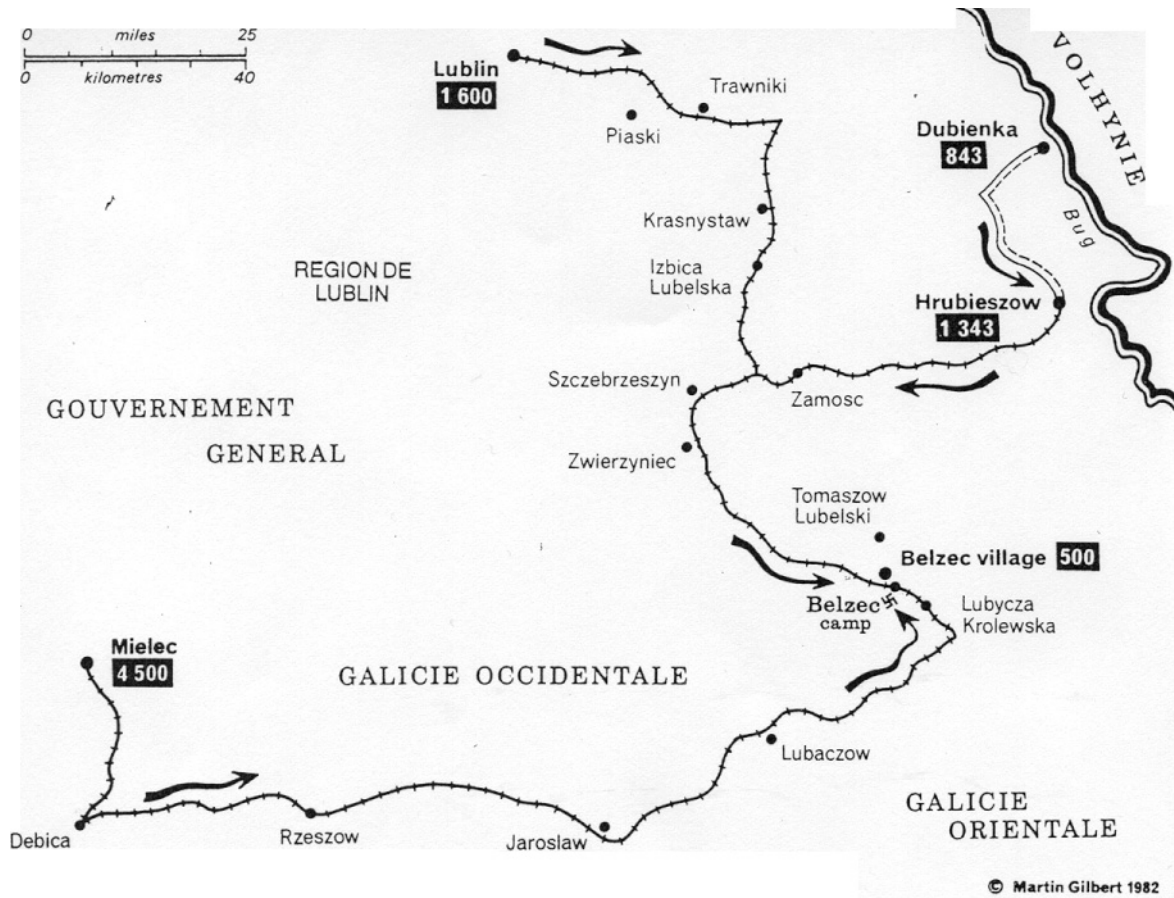 0 miles 25
0 kilometres 40
Lublin
1 600
Trawniki
Piaski
VOLHYNIE
Dubienka
843
Krasnystaw
Bug
Izbica
Lubelska
REGION DE
LUBLIN
Hrubieszow
1 343
Szczebrzeszyn
Zamosc
GOUVERNEMENT
GENERAL
Zwierzyniec
Tomaszow
Lubelski
Belzec village 500
Belzec
camp
Lubycza
Krolewska
Mielec
4 500
GALICIE OCCIDENTALE
Lubaczow
GALICIE
ORIENTALE
Debica
Rzeszow
Jaroslaw
© Martin Gilbert 1982